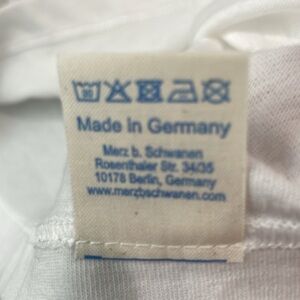 Made in Germany
Merz b. Schwanen
Rosenthaler Str. 34/35
10178 Berlin, Germany
www.merzbschwanen.com